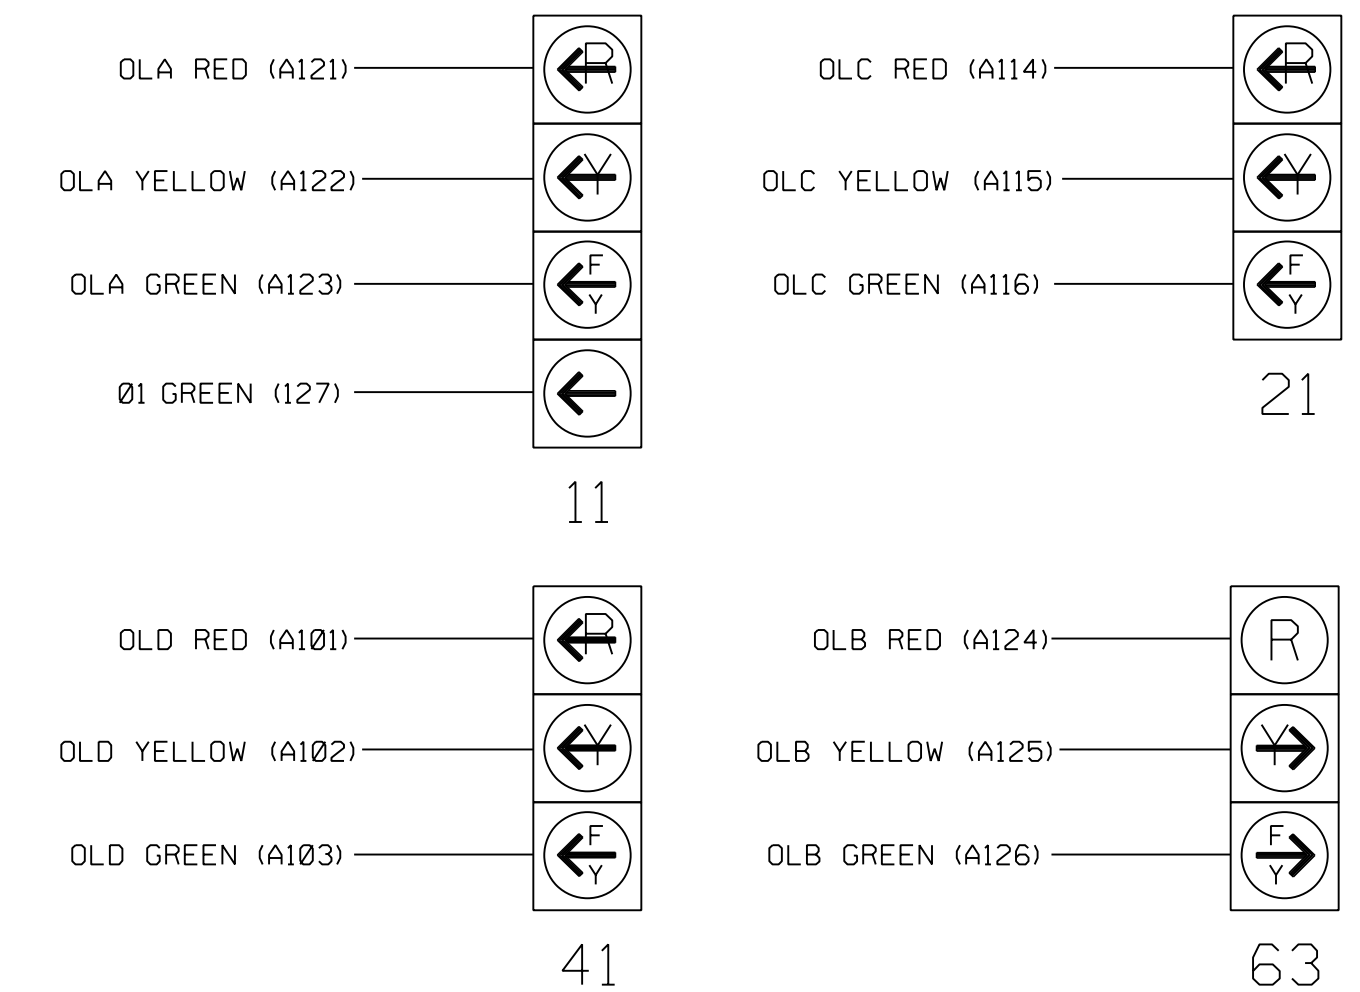 OLA RED (A121)
R
OLA YELLOW (A122)
Y
OLA GREEN (A123)
F
Y
Ø1 GREEN (127)
11
OLC RED (A114)
R
OLC YELLOW (A115)
Y
OLC GREEN (A116)
F
Y
21
OLD RED (A1Ø1)
R
OLD YELLOW (A1Ø2)
Y
OLD GREEN (A1Ø3)
F
Y
41
OLB RED (A124)
R
OLB YELLOW (A125)
Y
OLB GREEN (A126)
F
Y
63